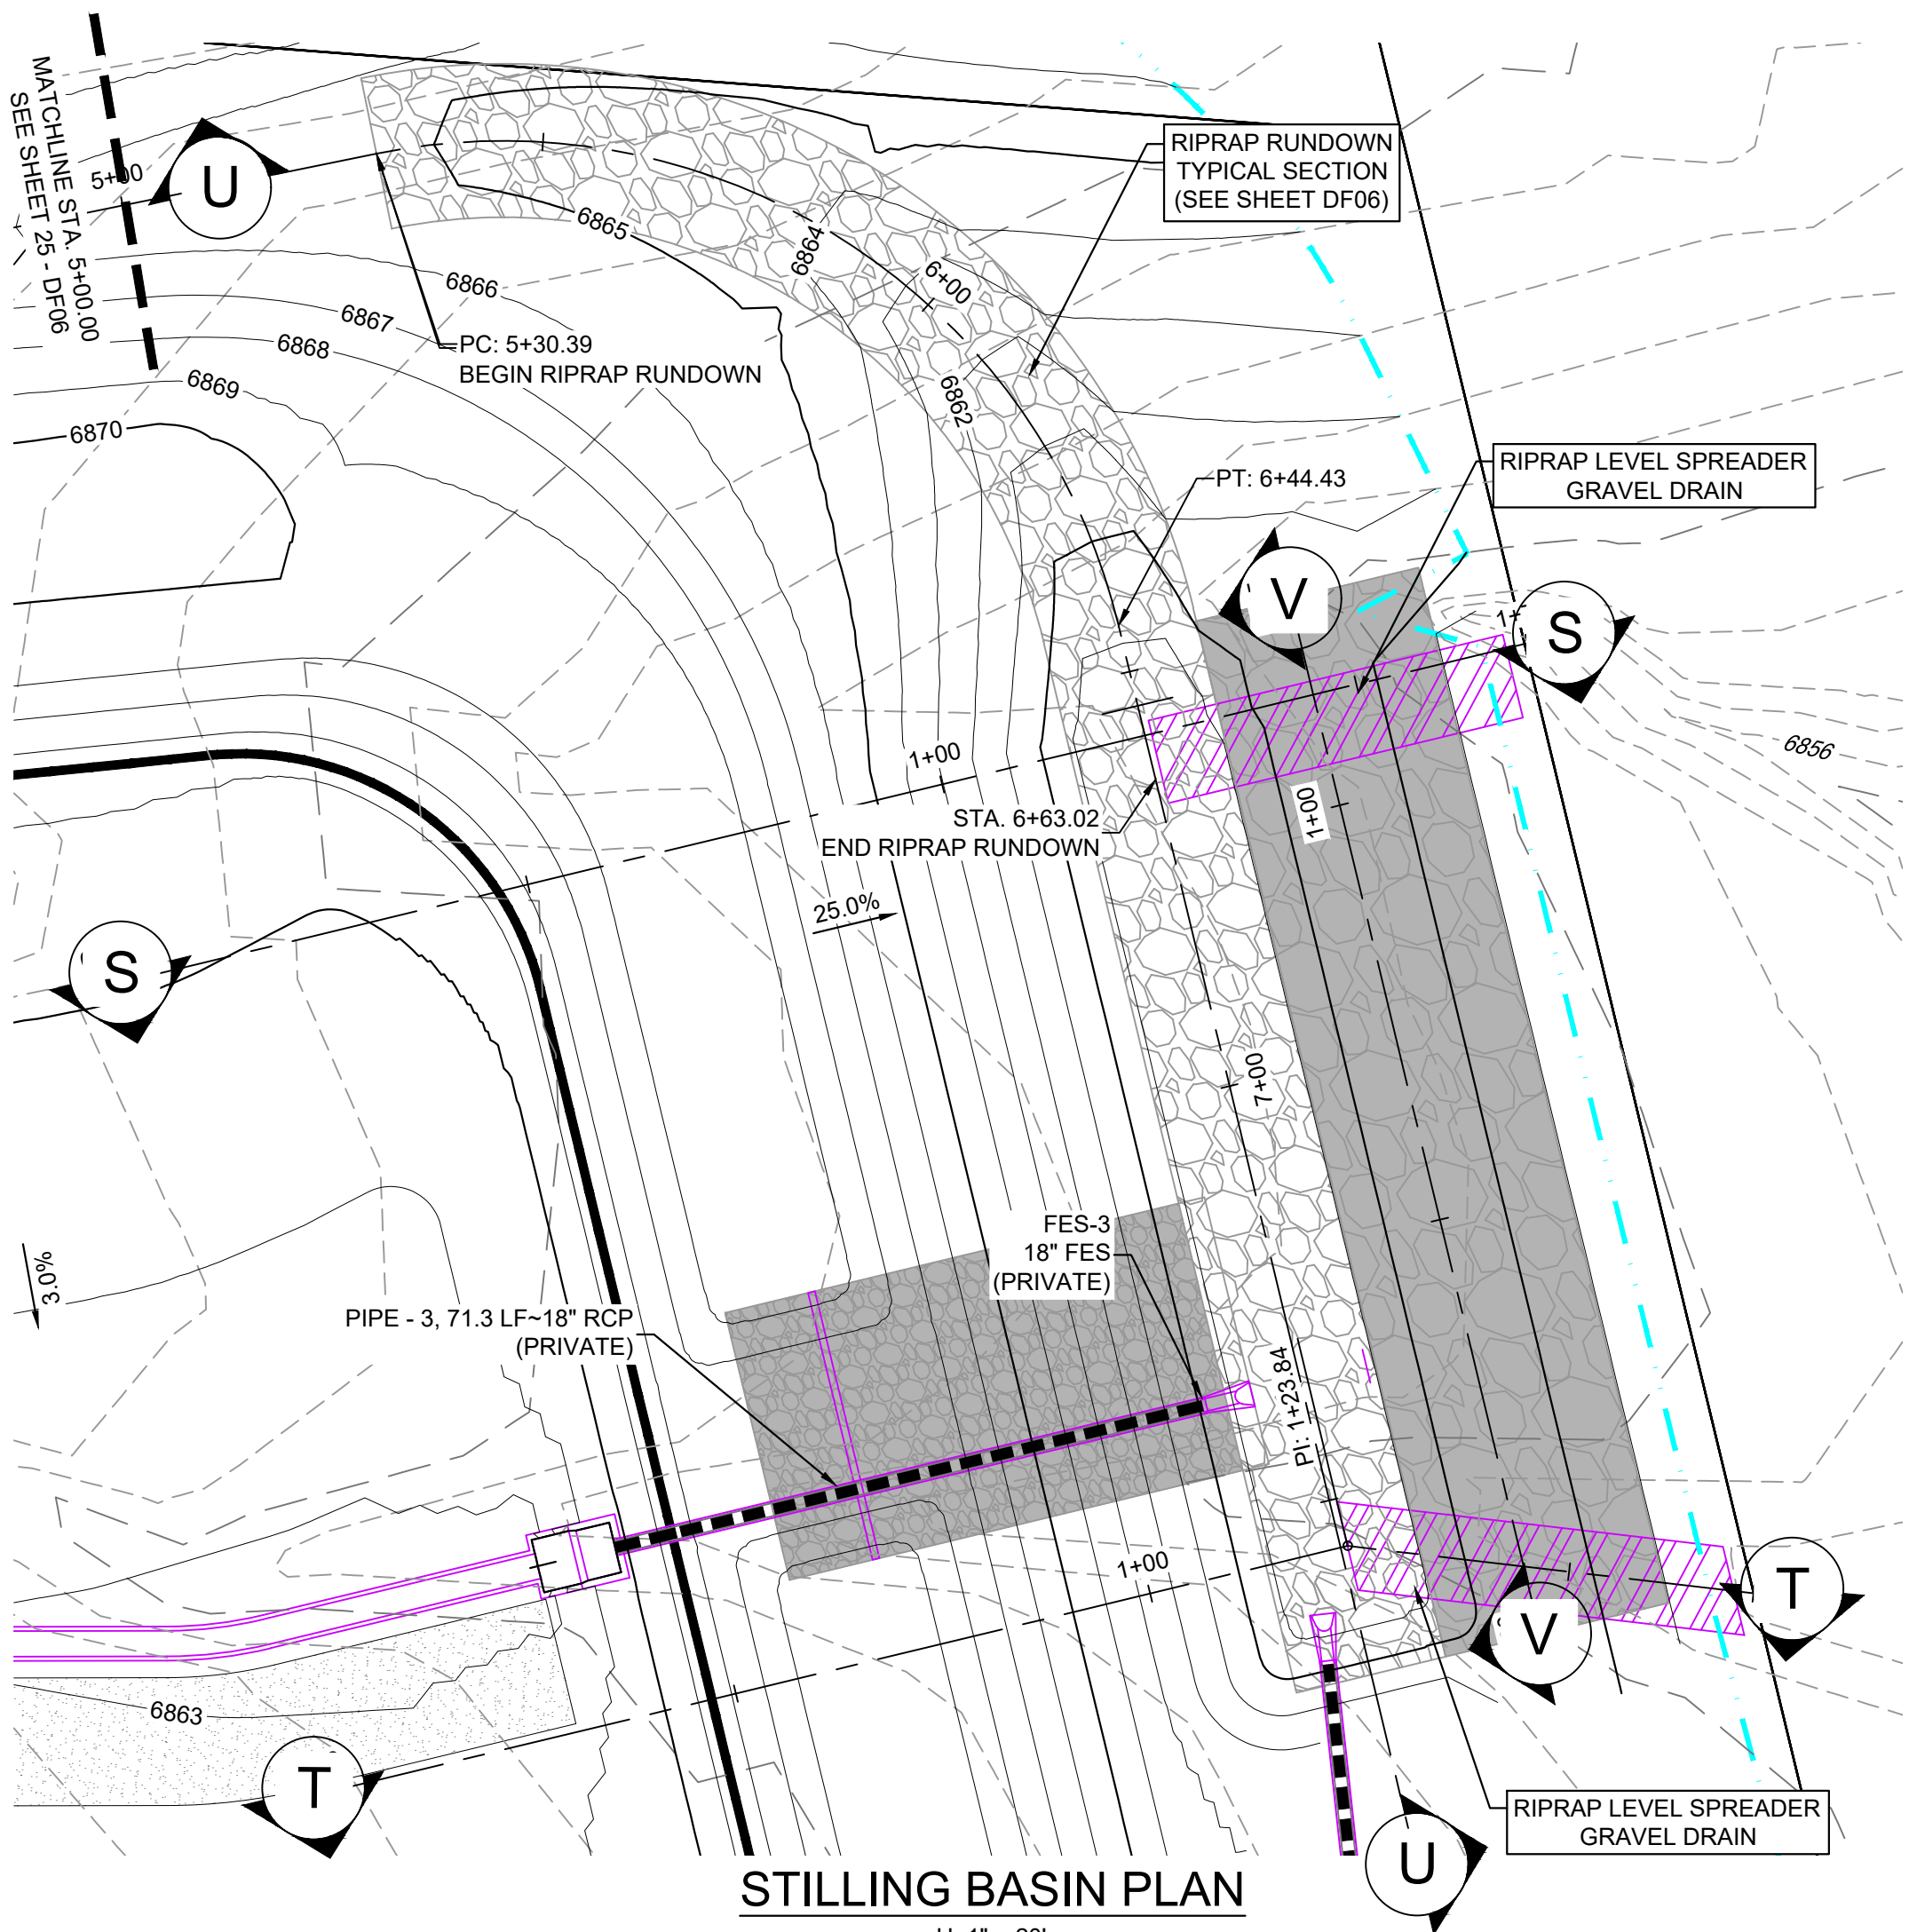 MATCHLINE STA. 5+00.00
SEE SHEET 25 - DF06
5+00
U
RIPRAP RUNDOWN
TYPICAL SECTION
(SEE SHEET DF06)
6865
6864
6866
6+00
6867
6868
PC: 5+30.39
BEGIN RIPRAP RUNDOWN
6869
6862
6870
PT: 6+44.43
RIPRAP LEVEL SPREADER
GRAVEL DRAIN
V
S
6856
1+00
1+00
STA. 6+63.02
END RIPRAP RUNDOWN
25.0%
S
7+00
FES-3
18" FES
(PRIVATE)
3.0%
PIPE - 3, 71.3 LF~18" RCP
(PRIVATE)
PI: 1+23.84
1+00
T
V
6863
T
RIPRAP LEVEL SPREADER
GRAVEL DRAIN
U
STILLING BASIN PLAN